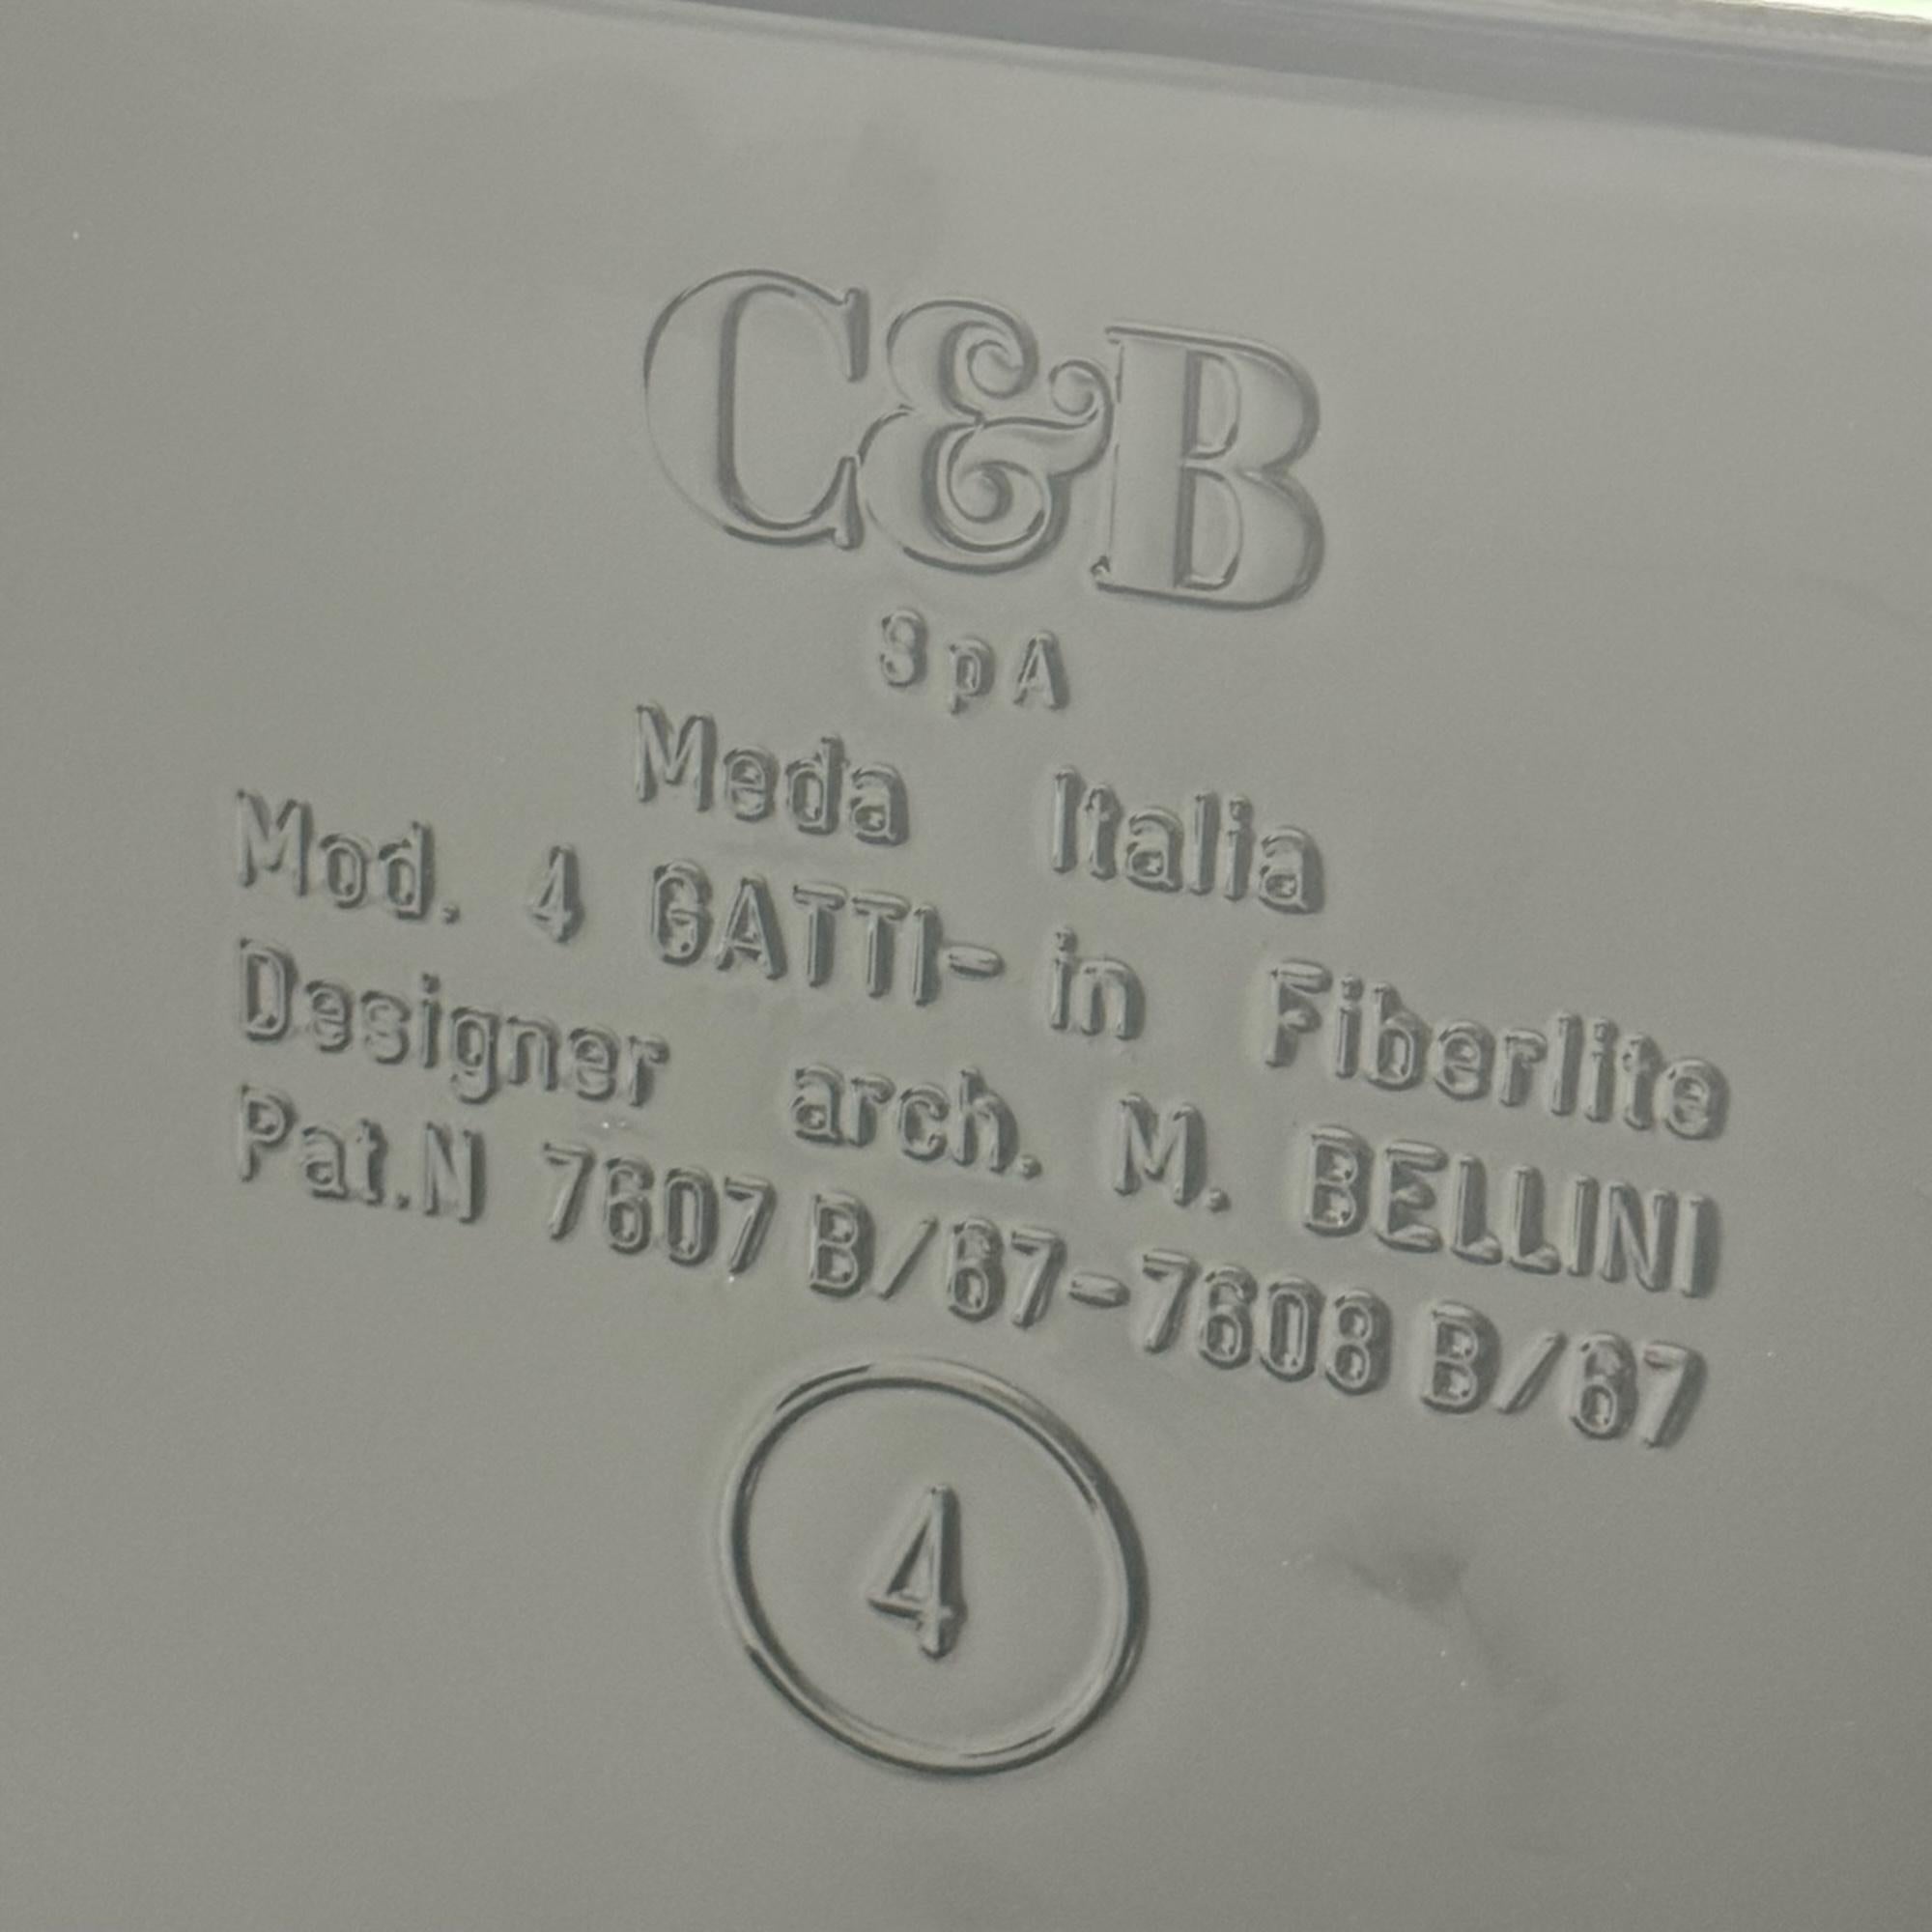 C&B
SpA
Meda Italia
Mod. 4 GATTI- in Fiberlite
Designer arch. M. BELLINI
Pat.N 7607 B/67-7608 B/67
4